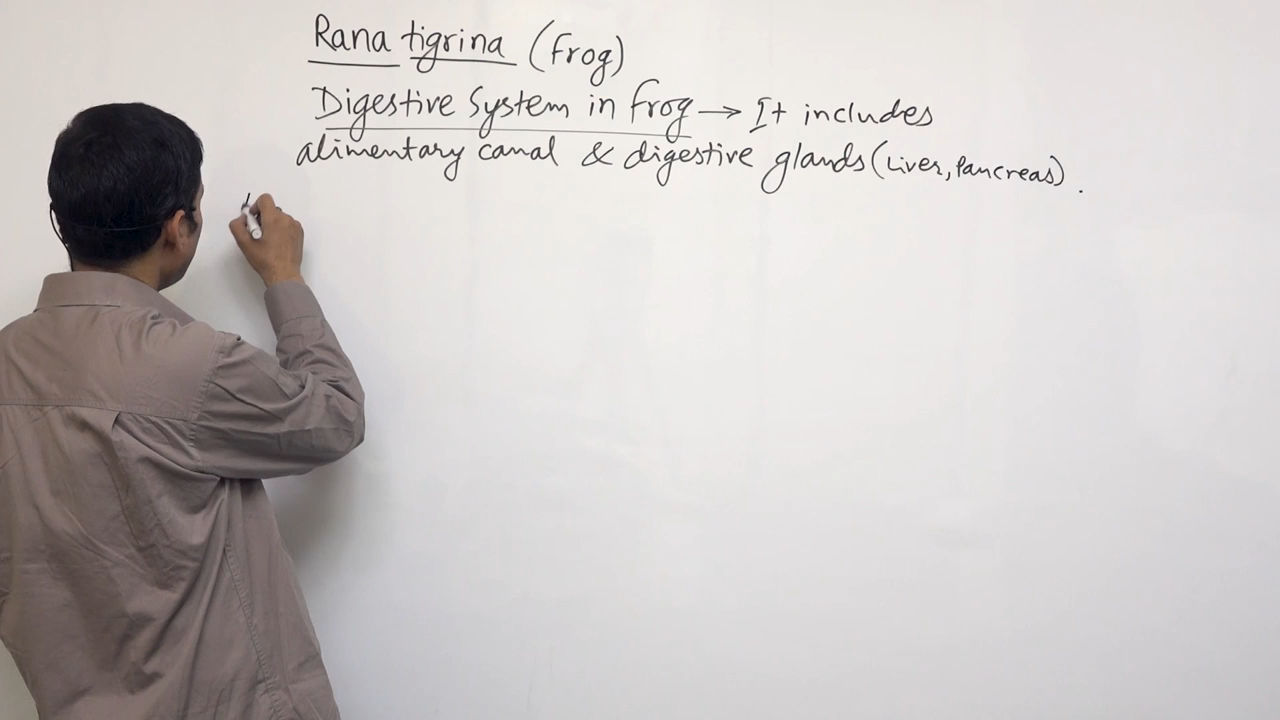 Rana tigrina (frog)
Digestive System in frog → It includes
alimentary canal & digestive glands (Liver, Pancreas).